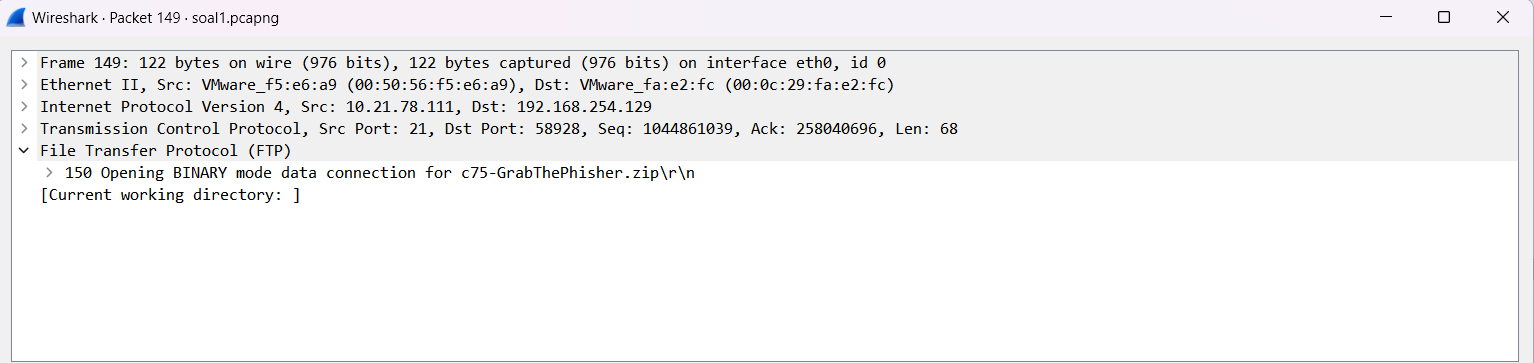 Wireshark · Packet 149 · soal1.pcapng
Frame 149: 122 bytes on wire (976 bits), 122 bytes captured (976 bits) on interface eth0, id 0
Ethernet II, Src: VMware_f5:e6:a9 (00:50:56:f5:e6:a9), Dst: VMware_fa:e2:fc (00:0c:29:fa:e2:fc)
Internet Protocol Version 4, Src: 10.21.78.111, Dst: 192.168.254.129
Transmission Control Protocol, Src Port: 21, Dst Port: 58928, Seq: 1044861039, Ack: 258040696, Len: 68
File Transfer Protocol (FTP)
150 Opening BINARY mode data connection for c75-GrabThePhisher.zip\r\n
[Current working directory: ]